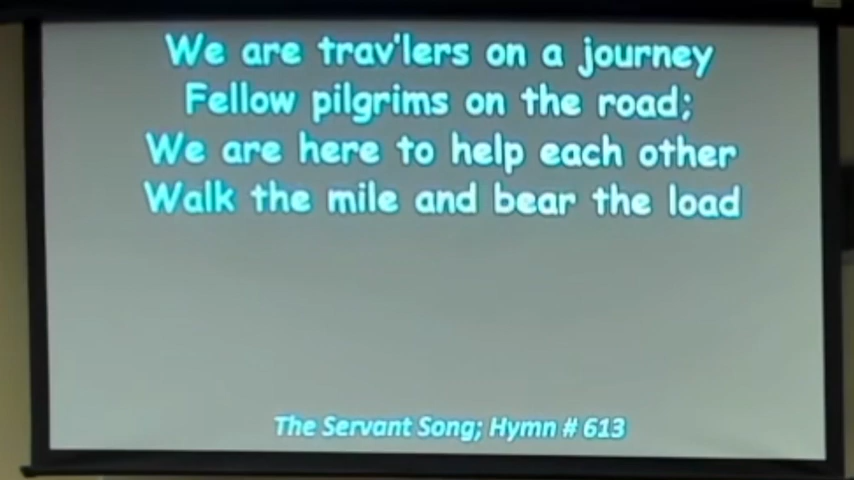 We are trav'lers on a journey
Fellow pilgrims on the road;
We are here to help each other
Walk the mile and bear the load
The Servant Song; Hymn # 613